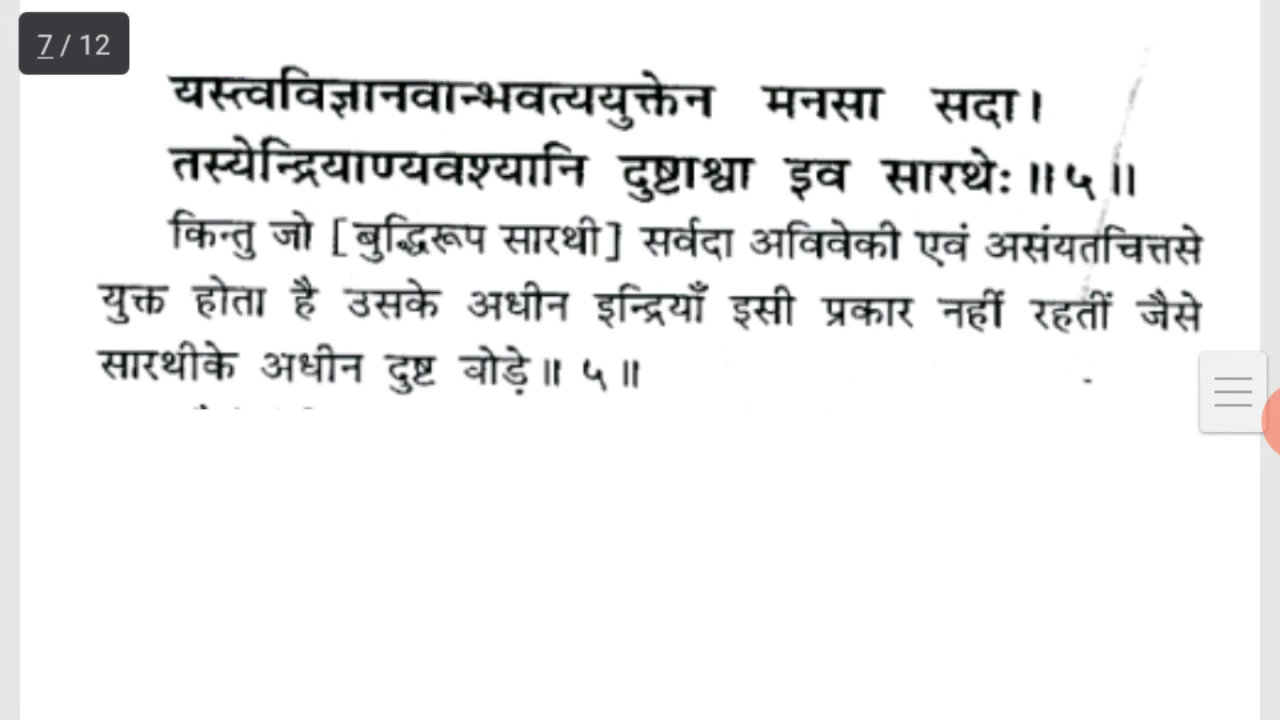 7 / 12
यस्त्वविज्ञानवान्भवत्ययुक्तेन मनसा सदा।
तस्येन्द्रियाण्यवश्यानि दुष्टाश्वा इव सारथेः॥५॥
किन्तु जो [बुद्धिरूप सारथी] सर्वदा अविवेकी एवं असंयतचित्तसे
युक्त होता है उसके अधीन इन्द्रियाँ इसी प्रकार नहीं रहतीं जैसे
सारथीके अधीन दुष्ट वोड़े॥ ५॥